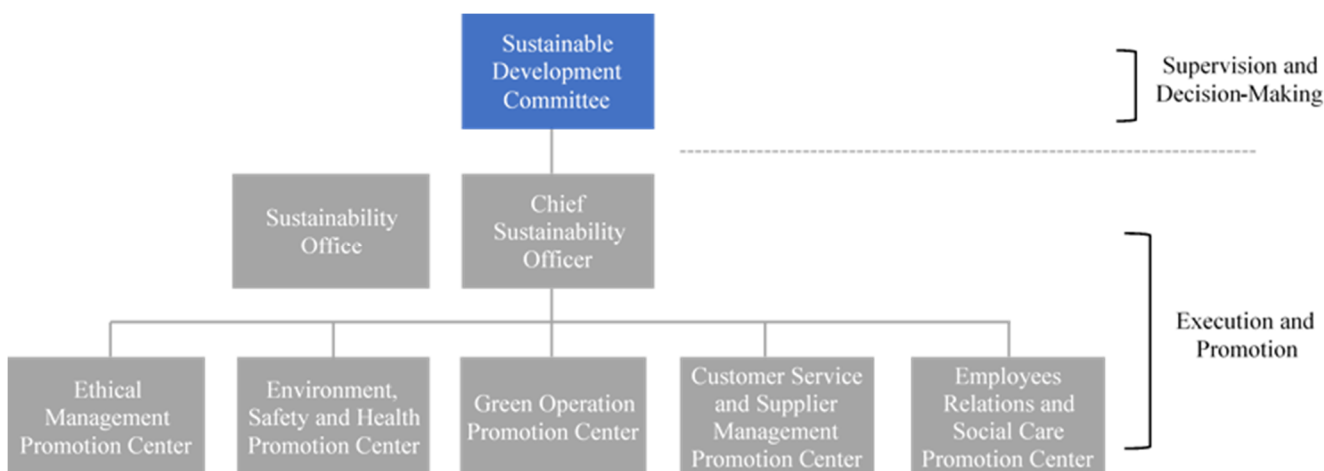 Sustainable
Development
Committee
Supervision and
Decision-Making
Sustainability
Office
Chief
Sustainability
Officer
Execution and
Promotion
Ethical
Management
Promotion Center
Environment,
Safety and Health
Promotion Center
Green Operation
Promotion Center
Customer Service
and Supplier
Management
Promotion Center
Employees
Relations and
Social Care
Promotion Center